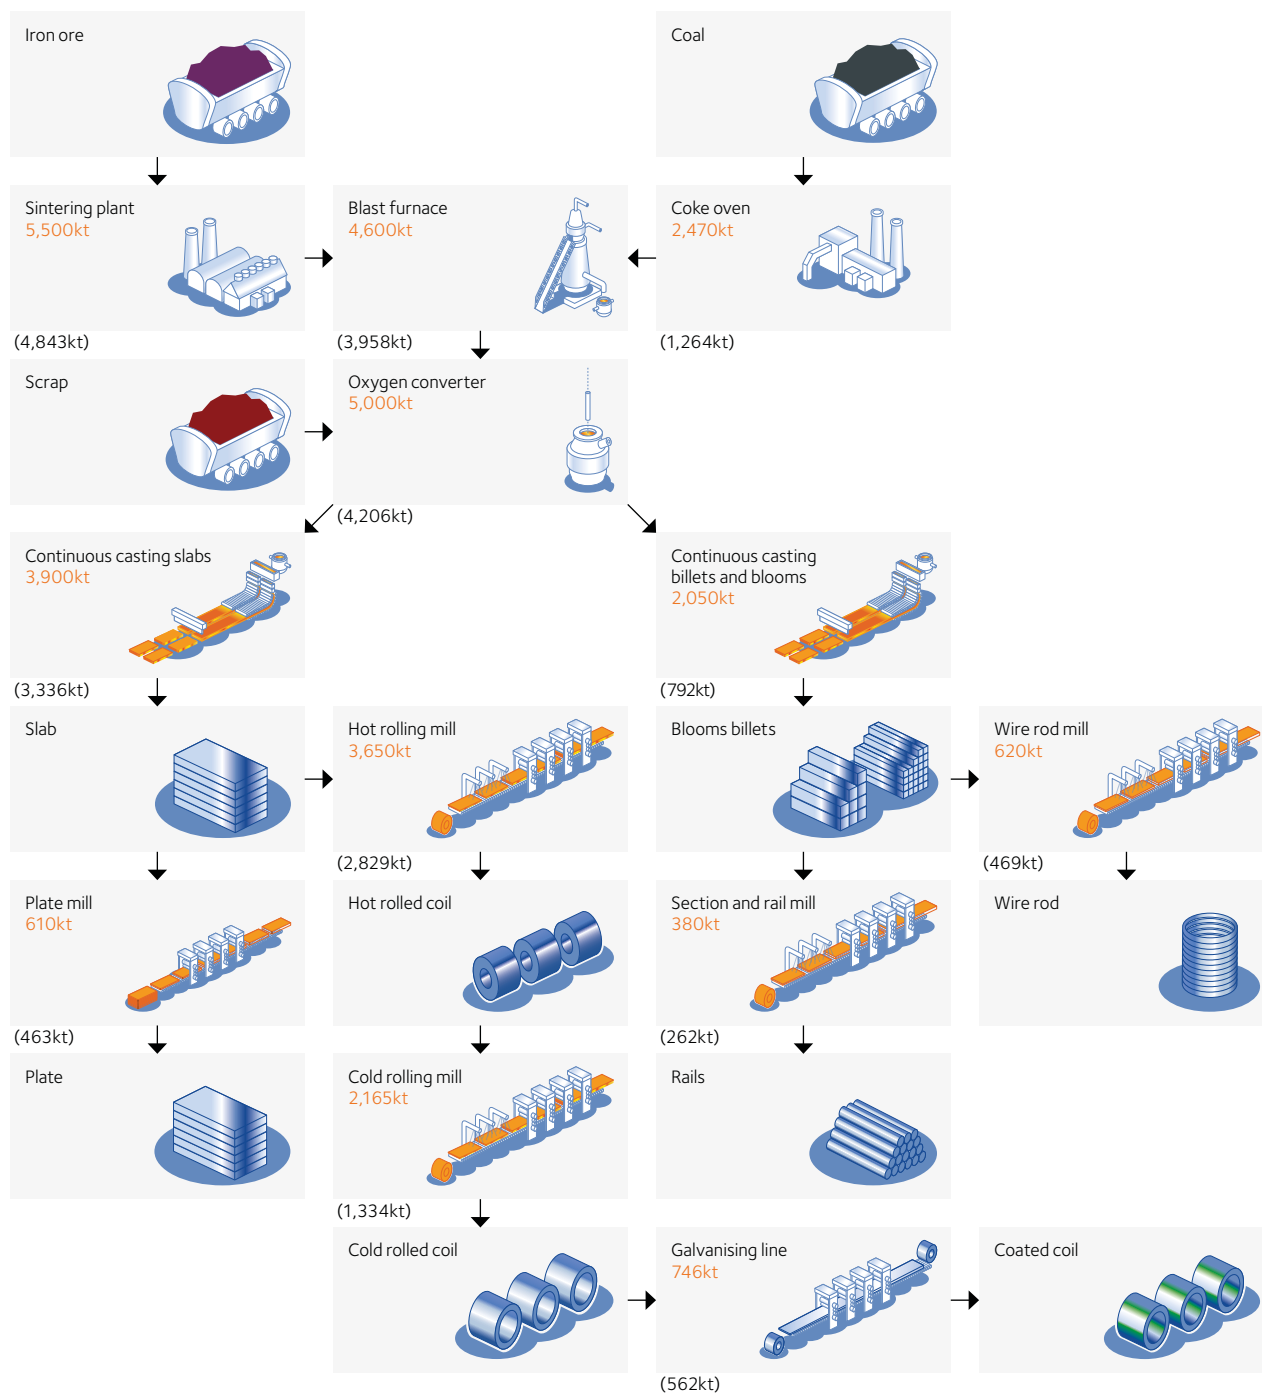 Iron ore
Coal
Sintering plant
5,500kt
Blast furnace
4,600kt
Coke oven
2,470kt
(4,843kt)
(3,958kt)
(1,264kt)
Scrap
Oxygen converter
5,000kt
(4,206kt)
Continuous casting slabs
3,900kt
Continuous casting
billets and blooms
2,050kt
(3,336kt)
(792kt)
Slab
Hot rolling mill
3,650kt
Blooms billets
Wire rod mill
620kt
(2,829kt)
(469kt)
Plate mill
610kt
Hot rolled coil
Section and rail mill
380kt
Wire rod
(463kt)
(262kt)
Plate
Cold rolling mill
2,165kt
Rails
(1,334kt)
Cold rolled coil
Galvanising line
746kt
Coated coil
(562kt)